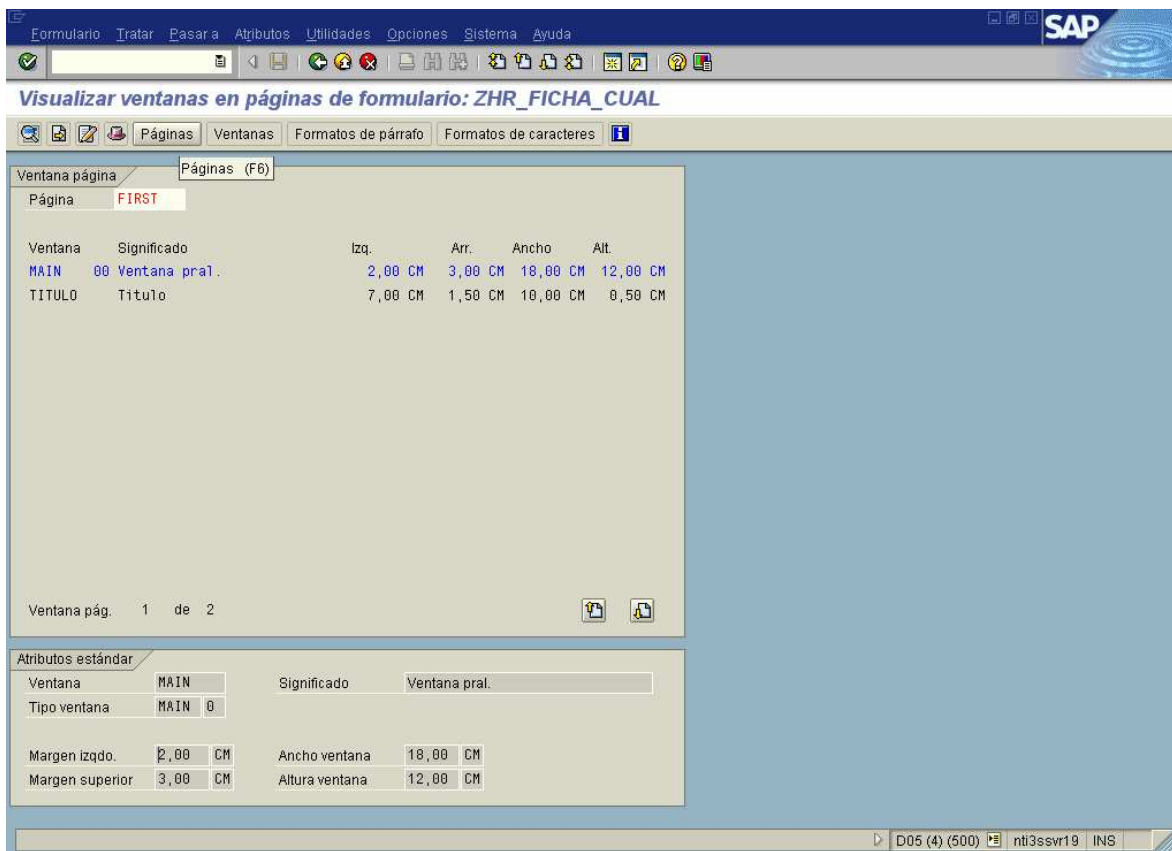 Formulario Tratar Pasar a Atributos Utilidades Opciones Sistema Ayuda
SAP
Visualizar ventanas en páginas de formulario: ZHR_FICHA_CUAL
Páginas Ventanas Formatos de párrafo Formatos de caracteres
Páginas (F6)
Ventana página
Página FIRST
Ventana Significado Izq. Arr. Ancho Alt.
MAIN 00 Ventana pral. 2,00 CM 3,00 CM 18,00 CM 12,00 CM
TITULO Titulo 7,00 CM 1,50 CM 10,00 CM 0,50 CM
Ventana pág. 1 de 2
Atributos estándar
Ventana MAIN Significado Ventana pral.
Tipo ventana MAIN 0
Margen izqdo. 2,00 CM Ancho ventana 18,00 CM
Margen superior 3,00 CM Altura ventana 12,00 CM
D05 (4) (500) nti3ssvr19 INS